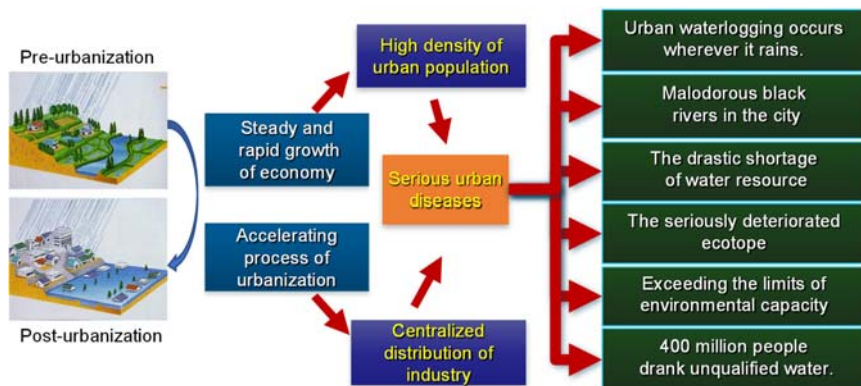 Pre-urbanization
Post-urbanization
Steady and
rapid growth
of economy
Accelerating
process of
urbanization
High density of
urban population
Serious urban
diseases
Centralized
distribution of
industry
Urban waterlogging occurs
wherever it rains.
Malodorous black
rivers in the city
The drastic shortage
of water resource
The seriously deteriorated
ecotope
Exceeding the limits of
environmental capacity
400 million people
drank unqualified water.